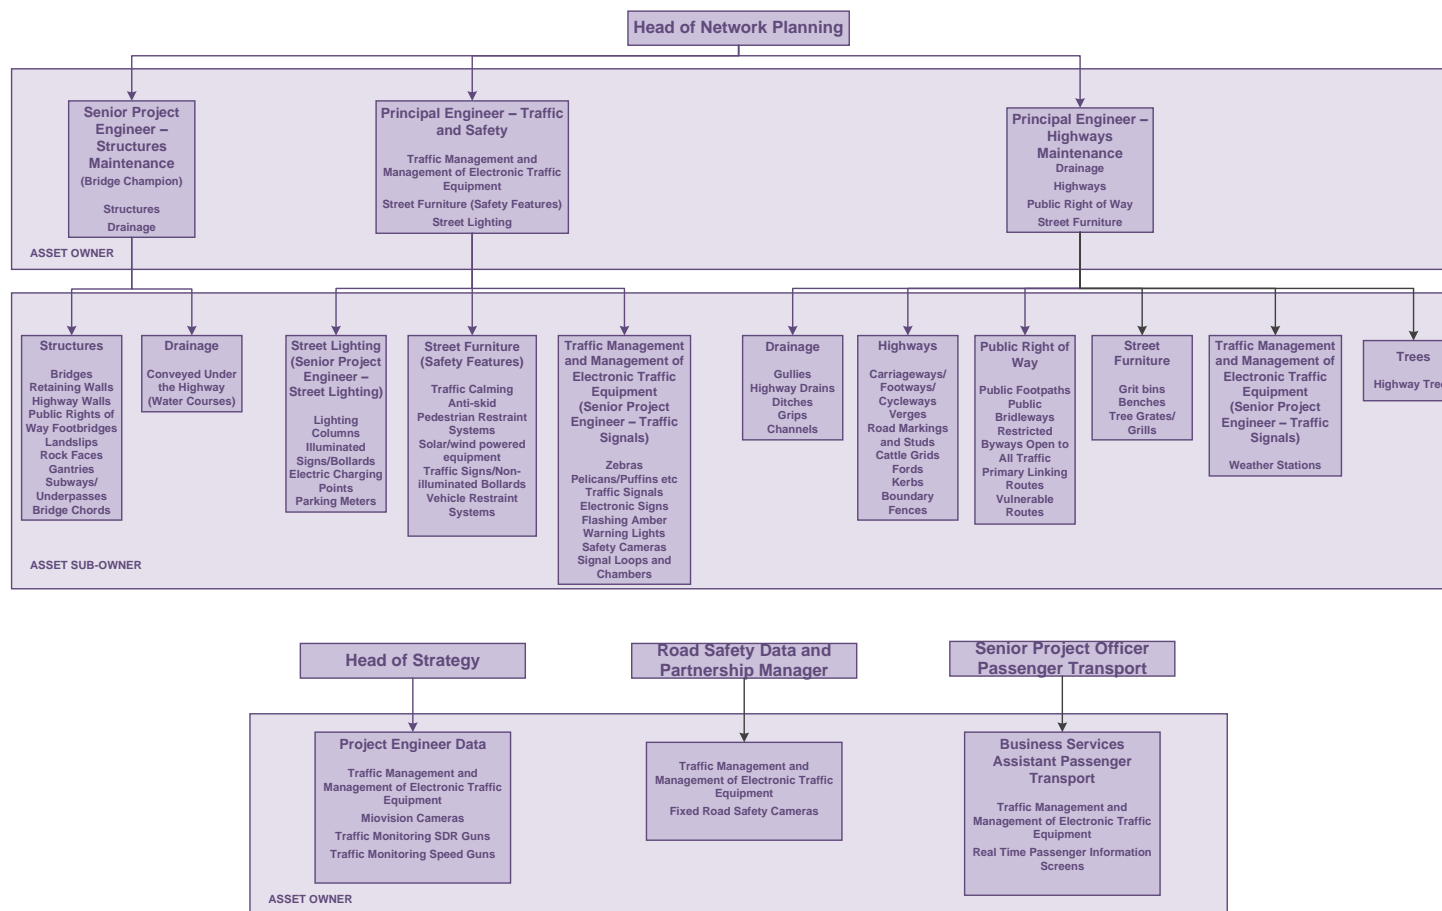 Head of Network Planning
Senior Project
Engineer –
Structures
Maintenance
(Bridge Champion)
Structures
Drainage
Principal Engineer – Traffic
and Safety
Traffic Management and
Management of Electronic Traffic
Equipment
Street Furniture (Safety Features)
Street Lighting
Principal Engineer –
Highways
Maintenance
Drainage
Highways
Public Right of Way
Street Furniture
ASSET OWNER
Structures
Bridges
Retaining Walls
Highway Walls
Public Rights of
Way Footbridges
Landslips
Rock Faces
Gantries
Subways/
Underpasses
Bridge Chords
Drainage
Conveyed Under
the Highway
(Water Courses)
Street Lighting
(Senior Project
Engineer –
Street Lighting)
Lighting
Columns
Illuminated
Signs/Bollards
Electric Charging
Points
Parking Meters
Street Furniture
(Safety Features)
Traffic Calming
Anti-skid
Pedestrian Restraint
Systems
Solar/wind powered
equipment
Traffic Signs/Non-
illuminated Bollards
Vehicle Restraint
Systems
Traffic Management
and Management of
Electronic Traffic
Equipment
(Senior Project
Engineer – Traffic
Signals)
Zebras
Pelicans/Puffins etc
Traffic Signals
Electronic Signs
Flashing Amber
Warning Lights
Safety Cameras
Signal Loops and
Chambers
Drainage
Gullies
Highway Drains
Ditches
Grips
Channels
Highways
Carriageways/
Footways/
Cycleways
Verges
Road Markings
and Studs
Cattle Grids
Fords
Kerbs
Boundary
Fences
Public Right of
Way
Public Footpaths
Public
Bridleways
Restricted
Byways Open to
All Traffic
Primary Linking
Routes
Vulnerable
Routes
Street
Furniture
Grit bins
Benches
Tree Grates/
Grills
Traffic Management
and Management of
Electronic Traffic
Equipment
(Senior Project
Engineer – Traffic
Signals)
Weather Stations
Trees
Highway Trees
ASSET SUB-OWNER
Head of Strategy
Road Safety Data and
Partnership Manager
Senior Project Officer
Passenger Transport
Project Engineer Data
Traffic Management and
Management of Electronic Traffic
Equipment
Miovision Cameras
Traffic Monitoring SDR Guns
Traffic Monitoring Speed Guns
Traffic Management and
Management of Electronic Traffic
Equipment
Fixed Road Safety Cameras
Business Services
Assistant Passenger
Transport
Traffic Management and
Management of Electronic Traffic
Equipment
Real Time Passenger Information
Screens
ASSET OWNER